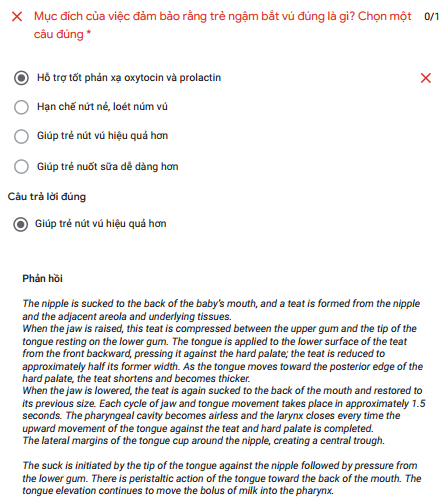 Mục đích của việc đảm bảo rằng trẻ ngậm bắt vú đúng là gì? Chọn một 0/1
câu đúng *
Hỗ trợ tốt phản xạ oxytocin và prolactin
Hạn chế nứt nẻ, loét núm vú
Giúp trẻ nút vú hiệu quả hơn
Giúp trẻ nuốt sữa dễ dàng hơn
Câu trả lời đúng
Giúp trẻ nút vú hiệu quả hơn
Phản hồi
The nipple is sucked to the back of the baby's mouth, and a teat is formed from the nipple
and the adjacent areola and underlying tissues.
When the jaw is raised, this teat is compressed between the upper gum and the tip of the
tongue resting on the lower gum. The tongue is applied to the lower surface of the teat
from the front backward, pressing it against the hard palate; the teat is reduced to
approximately half its former width. As the tongue moves toward the posterior edge of the
hard palate, the teat shortens and becomes thicker.
When the jaw is lowered, the teat is again sucked to the back of the mouth and restored to
its previous size. Each cycle of jaw and tongue movement takes place in approximately 1.5
seconds. The pharyngeal cavity becomes airless and the larynx closes every time the
upward movement of the tongue against the teat and hard palate is completed.
The lateral margins of the tongue cup around the nipple, creating a central trough.
The suck is initiated by the tip of the tongue against the nipple followed by pressure from
the lower gum. There is peristaltic action of the tongue toward the back of the mouth. The
tongue elevation continues to move the bolus of milk into the pharynx.